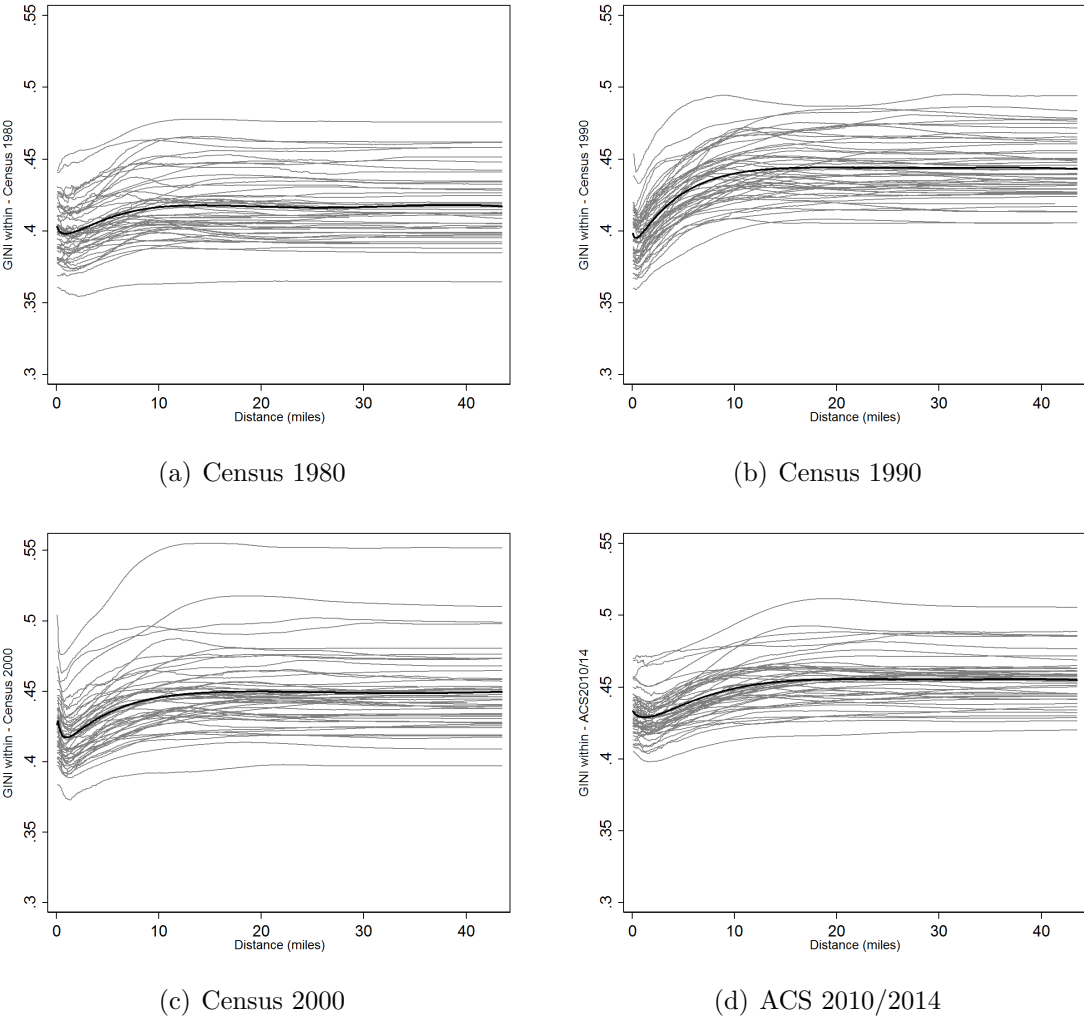 .55
.5
.45
.4
.35
.3
GINI within - Census 1980
0 10 20 30 40
Distance (miles)
(a) Census 1980
.55
.5
.45
.4
.35
.3
GINI within - Census 1990
0 10 20 30 40
Distance (miles)
(b) Census 1990
.55
.5
.45
.4
.35
.3
GINI within - Census 2000
0 10 20 30 40
Distance (miles)
(c) Census 2000
.55
.5
.45
.4
.35
.3
GINI within - ACS2010/14
0 10 20 30 40
Distance (miles)
(d) ACS 2010/2014